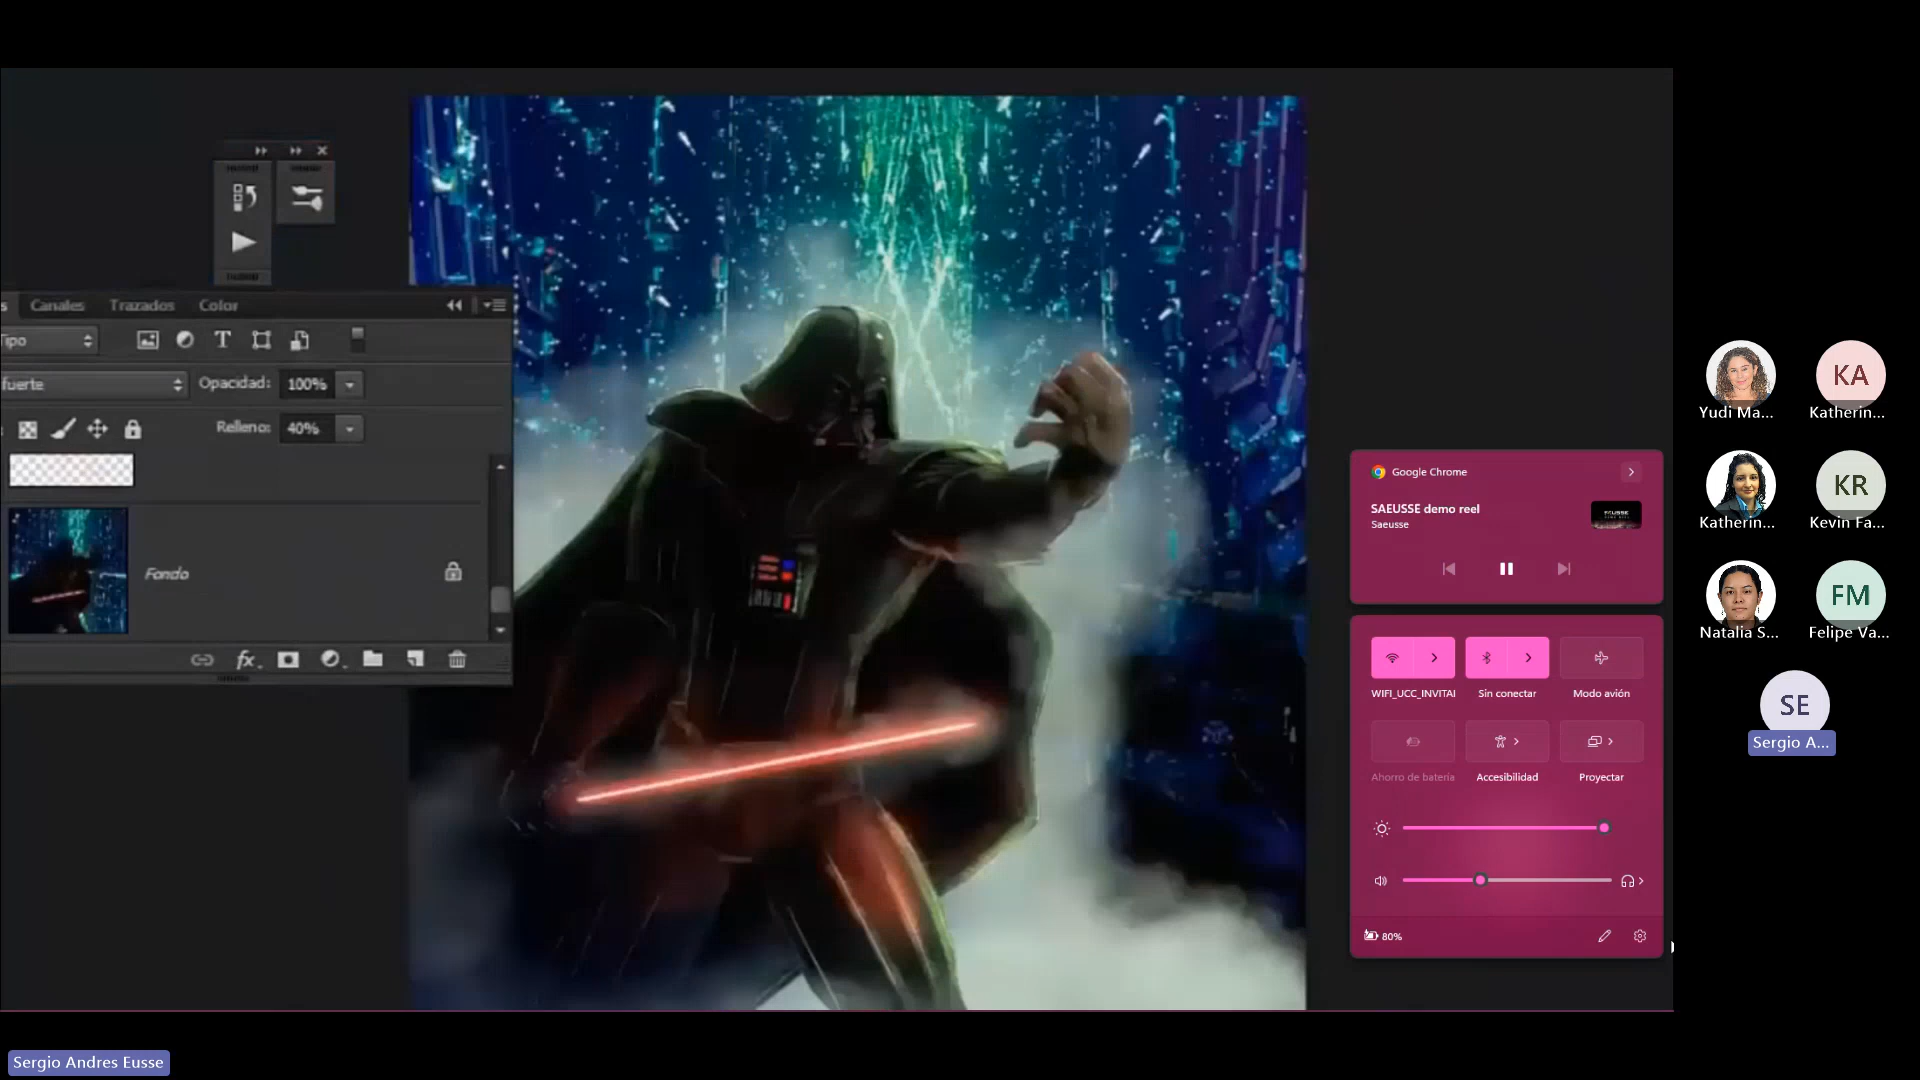 Canales Trazados Color
Tipo
T
fuerte Opacidad: 100%
Relleno: 40%
Fondo
fx
Google Chrome
SAEUSSE demo reel
Saeusse
WIFI_UCC_INVITAI Sin conectar Modo avión
Ahorro de batería Accesibilidad Proyectar
80%
KA
Yudi Ma... Katherin...
KR
Katherin... Kevin Fa...
FM
Natalia S... Felipe Va...
SE
Sergio A...
Sergio Andres Eusse